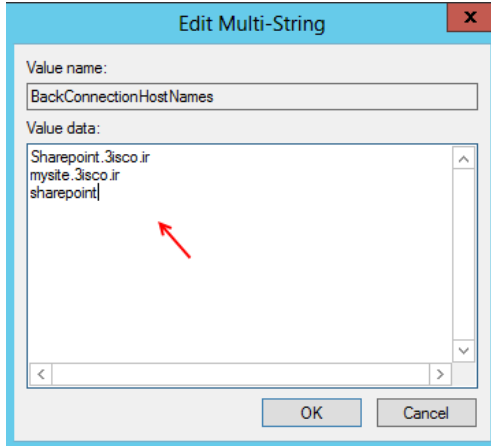 Edit Multi-String
x
Value name:
BackConnectionHostNames
Value data:
Sharepoint.3isco.ir
mysite.3isco.ir
sharepoint
OK
Cancel